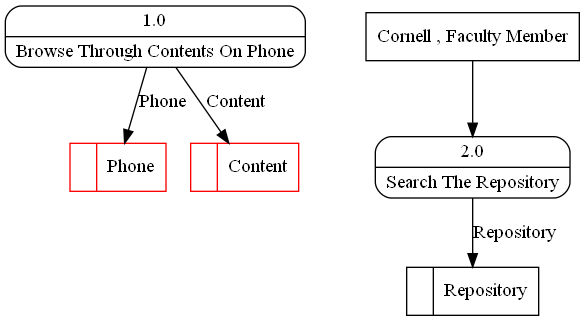 1.0
Browse Through Contents On Phone
Phone
Content
Phone
Content
Cornell , Faculty Member
2.0
Search The Repository
Repository
Repository